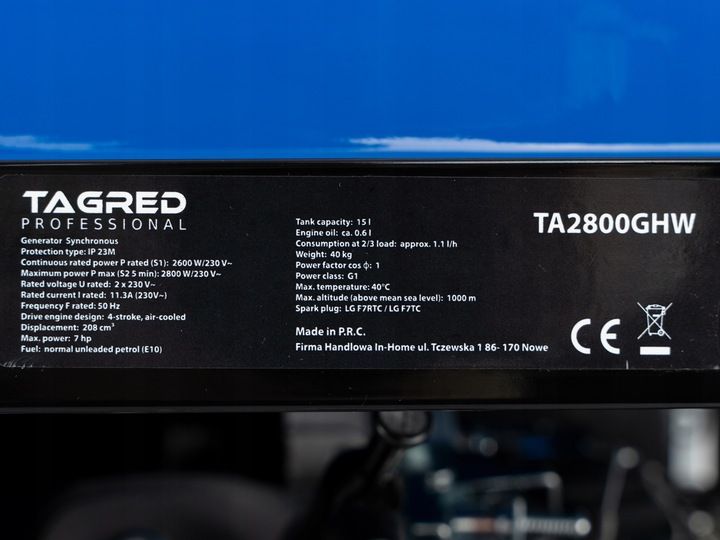 TAGRED
PROFESSIONAL
Generator Synchronous
Protection type: IP 23M
Continuous rated power P rated (S1): 2600 W/230 V~
Maximum power P max (S2 5 min): 2800 W/230 V~
Rated voltage U rated: 2 x 230 V~
Rated current I rated: 11.3A (230V~)
Frequency F rated: 50 Hz
Drive engine design: 4-stroke, air-cooled
Displacement: 208 cm³
Max. power: 7 hp
Fuel: normal unleaded petrol (E10)
Tank capacity: 15 l
Engine oil: ca. 0.6 l
Consumption at 2/3 load: approx. 1.1 l/h
Weight: 40 kg
Power factor cos ϕ: 1
Power class: G1
Max. temperature: 40°C
Max. altitude (above mean sea level): 1000 m
Spark plug: LG F7RTC / LG F7TC
Made in P.R.C.
Firma Handlowa In-Home ul. Tczewska 1 86- 170 Nowe
TA2800GHW
CE